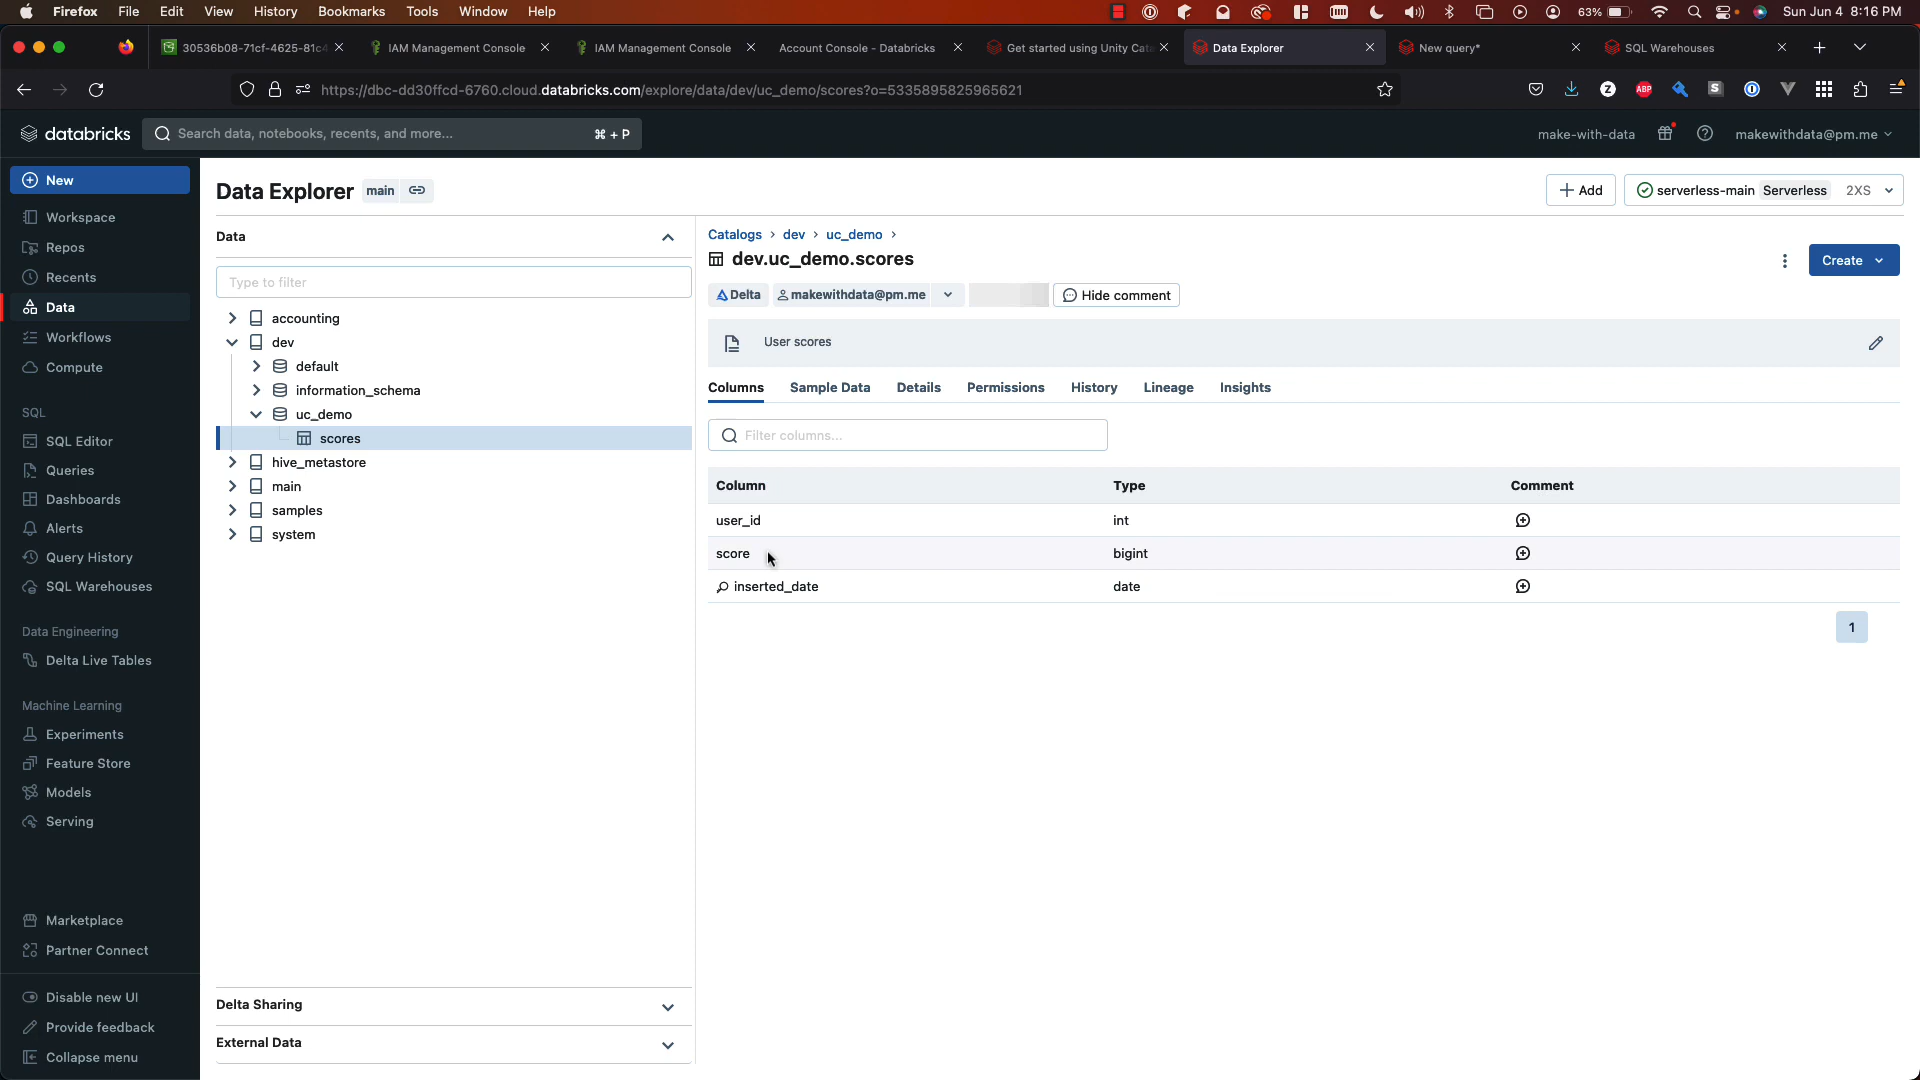 Firefox File Edit View History Bookmarks Tools Window Help 63% Sun Jun 4 8:16 PM
30536b08-71cf-4625-81c4 IAM Management Console IAM Management Console Account Console - Databricks Get started using Unity Cat Data Explorer New query* SQL Warehouses
https://dbc-dd30ffcd-6760.cloud.databricks.com/explore/data/dev/uc_demo/scores?o=5335895825965621 ABP
databricks Search data, notebooks, recents, and more... ⌘ + P make-with-data makewithdata@pm.me
New
Workspace
Repos
Recents
Data
Workflows
Compute
SQL
SQL Editor
Queries
Dashboards
Alerts
Query History
SQL Warehouses
Data Engineering
Delta Live Tables
Machine Learning
Experiments
Feature Store
Models
Serving
Marketplace
Partner Connect
Disable new UI
Provide feedback
Collapse menu
Data Explorer main + Add serverless-main Serverless 2XS
Data
Type to filter
accounting
dev
default
information_schema
uc_demo
scores
hive_metastore
main
samples
system
Delta Sharing
External Data
Catalogs > dev > uc_demo >
dev.uc_demo.scores Create
Delta makewithdata@pm.me Hide comment
User scores
Columns Sample Data Details Permissions History Lineage Insights
Filter columns...
Column Type Comment
user_id int
score bigint
inserted_date date
1